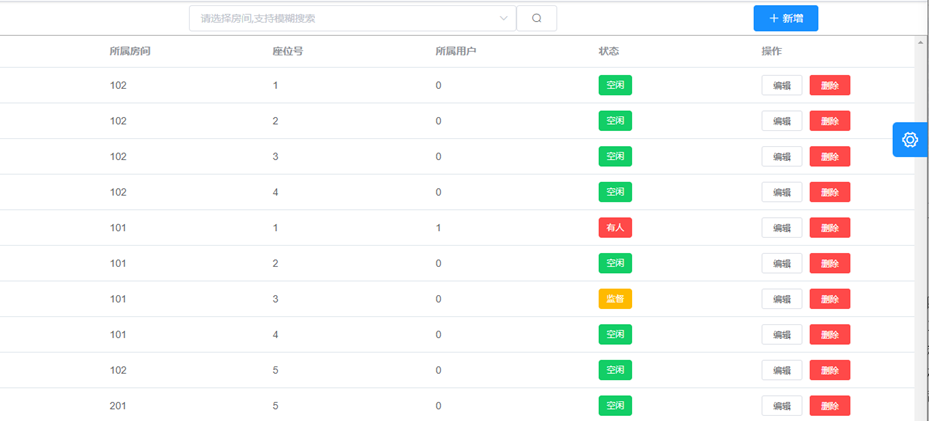 请选择房间,支持模糊搜索 + 新增
所属房间 座位号 所属用户 状态 操作
102 1 0 空闲 编辑 删除
102 2 0 空闲 编辑 删除
102 3 0 空闲 编辑 删除
102 4 0 空闲 编辑 删除
101 1 1 有人 编辑 删除
101 2 0 空闲 编辑 删除
101 3 0 监督 编辑 删除
101 4 0 空闲 编辑 删除
102 5 0 空闲 编辑 删除
201 5 0 空闲 编辑 删除